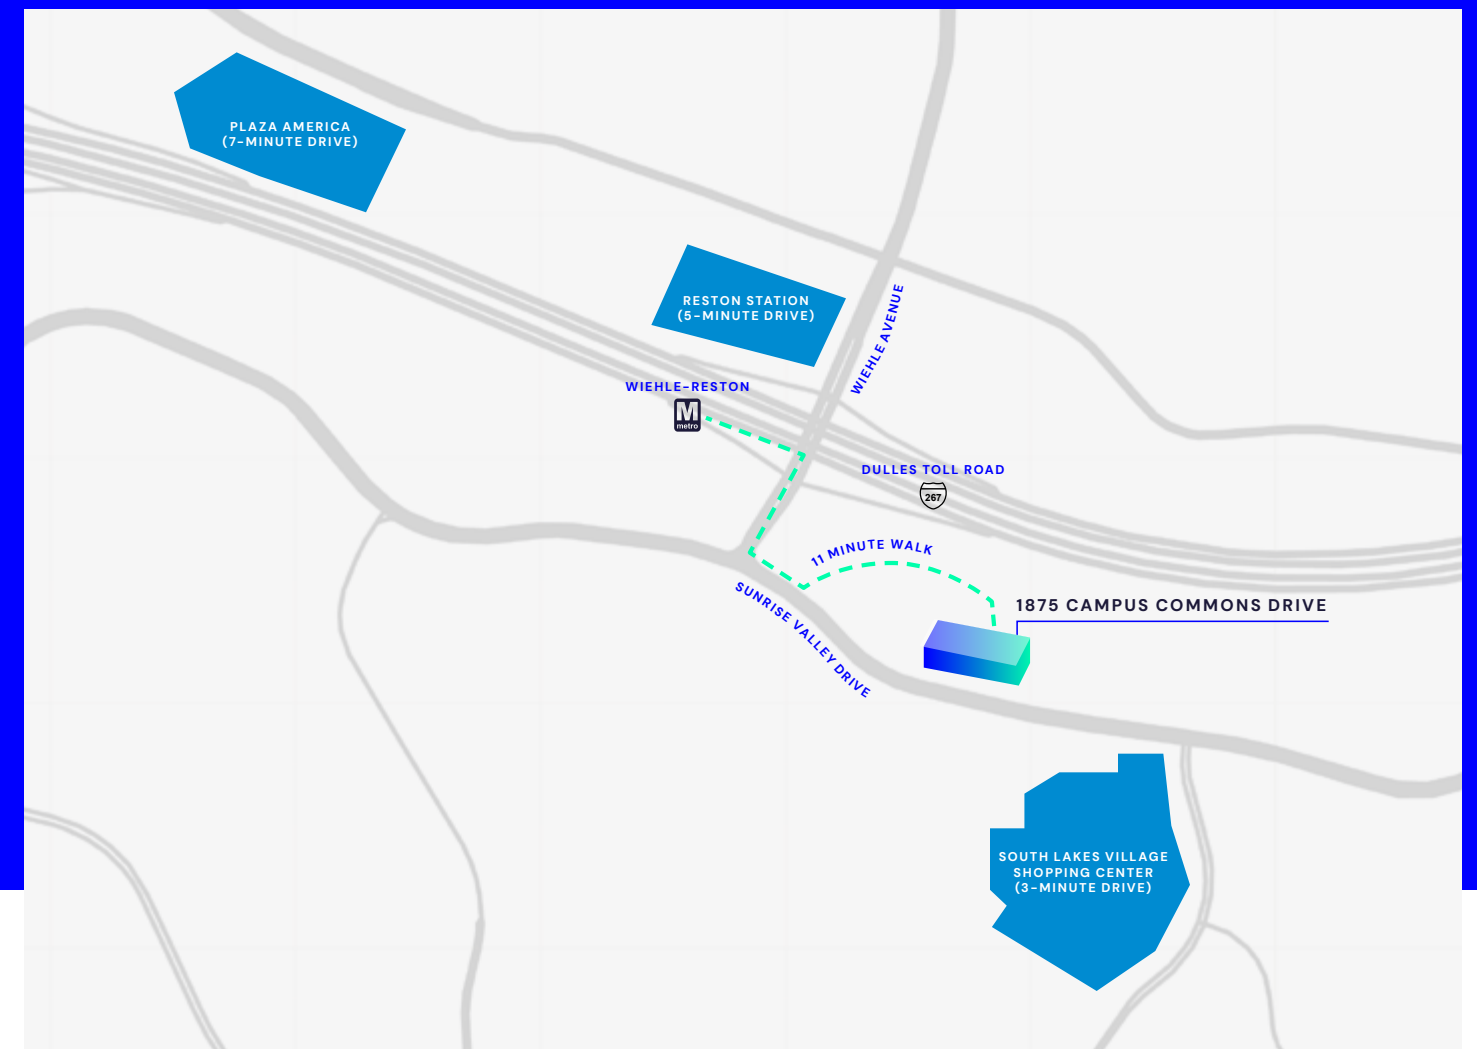 PLAZA AMERICA
(7-MINUTE DRIVE)
RESTON STATION
(5-MINUTE DRIVE)
WIEHLE AVENUE
WIEHLE-RESTON
M
metro
DULLES TOLL ROAD
267
11 MINUTE WALK
SUNRISE VALLEY DRIVE
1875 CAMPUS COMMONS DRIVE
SOUTH LAKES VILLAGE
SHOPPING CENTER
(3-MINUTE DRIVE)